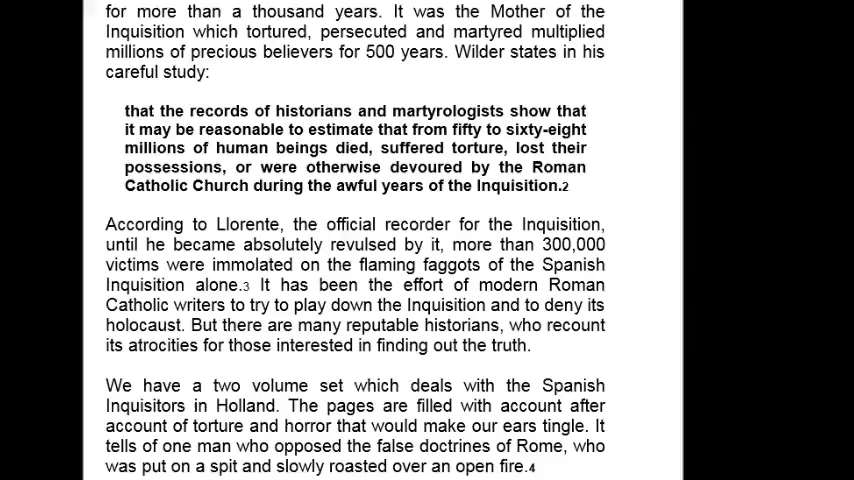 for more than a thousand years. It was the Mother of the
Inquisition which tortured, persecuted and martyred multiplied
millions of precious believers for 500 years. Wilder states in his
careful study:
that the records of historians and martyrologists show that
it may be reasonable to estimate that from fifty to sixty-eight
millions of human beings died, suffered torture, lost their
possessions, or were otherwise devoured by the Roman
Catholic Church during the awful years of the Inquisition.2
According to Llorente, the official recorder for the Inquisition,
until he became absolutely revulsed by it, more than 300,000
victims were immolated on the flaming faggots of the Spanish
Inquisition alone.3 It has been the effort of modern Roman
Catholic writers to try to play down the Inquisition and to deny its
holocaust. But there are many reputable historians, who recount
its atrocities for those interested in finding out the truth.
We have a two volume set which deals with the Spanish
Inquisitors in Holland. The pages are filled with account after
account of torture and horror that would make our ears tingle. It
tells of one man who opposed the false doctrines of Rome, who
was put on a spit and slowly roasted over an open fire.4